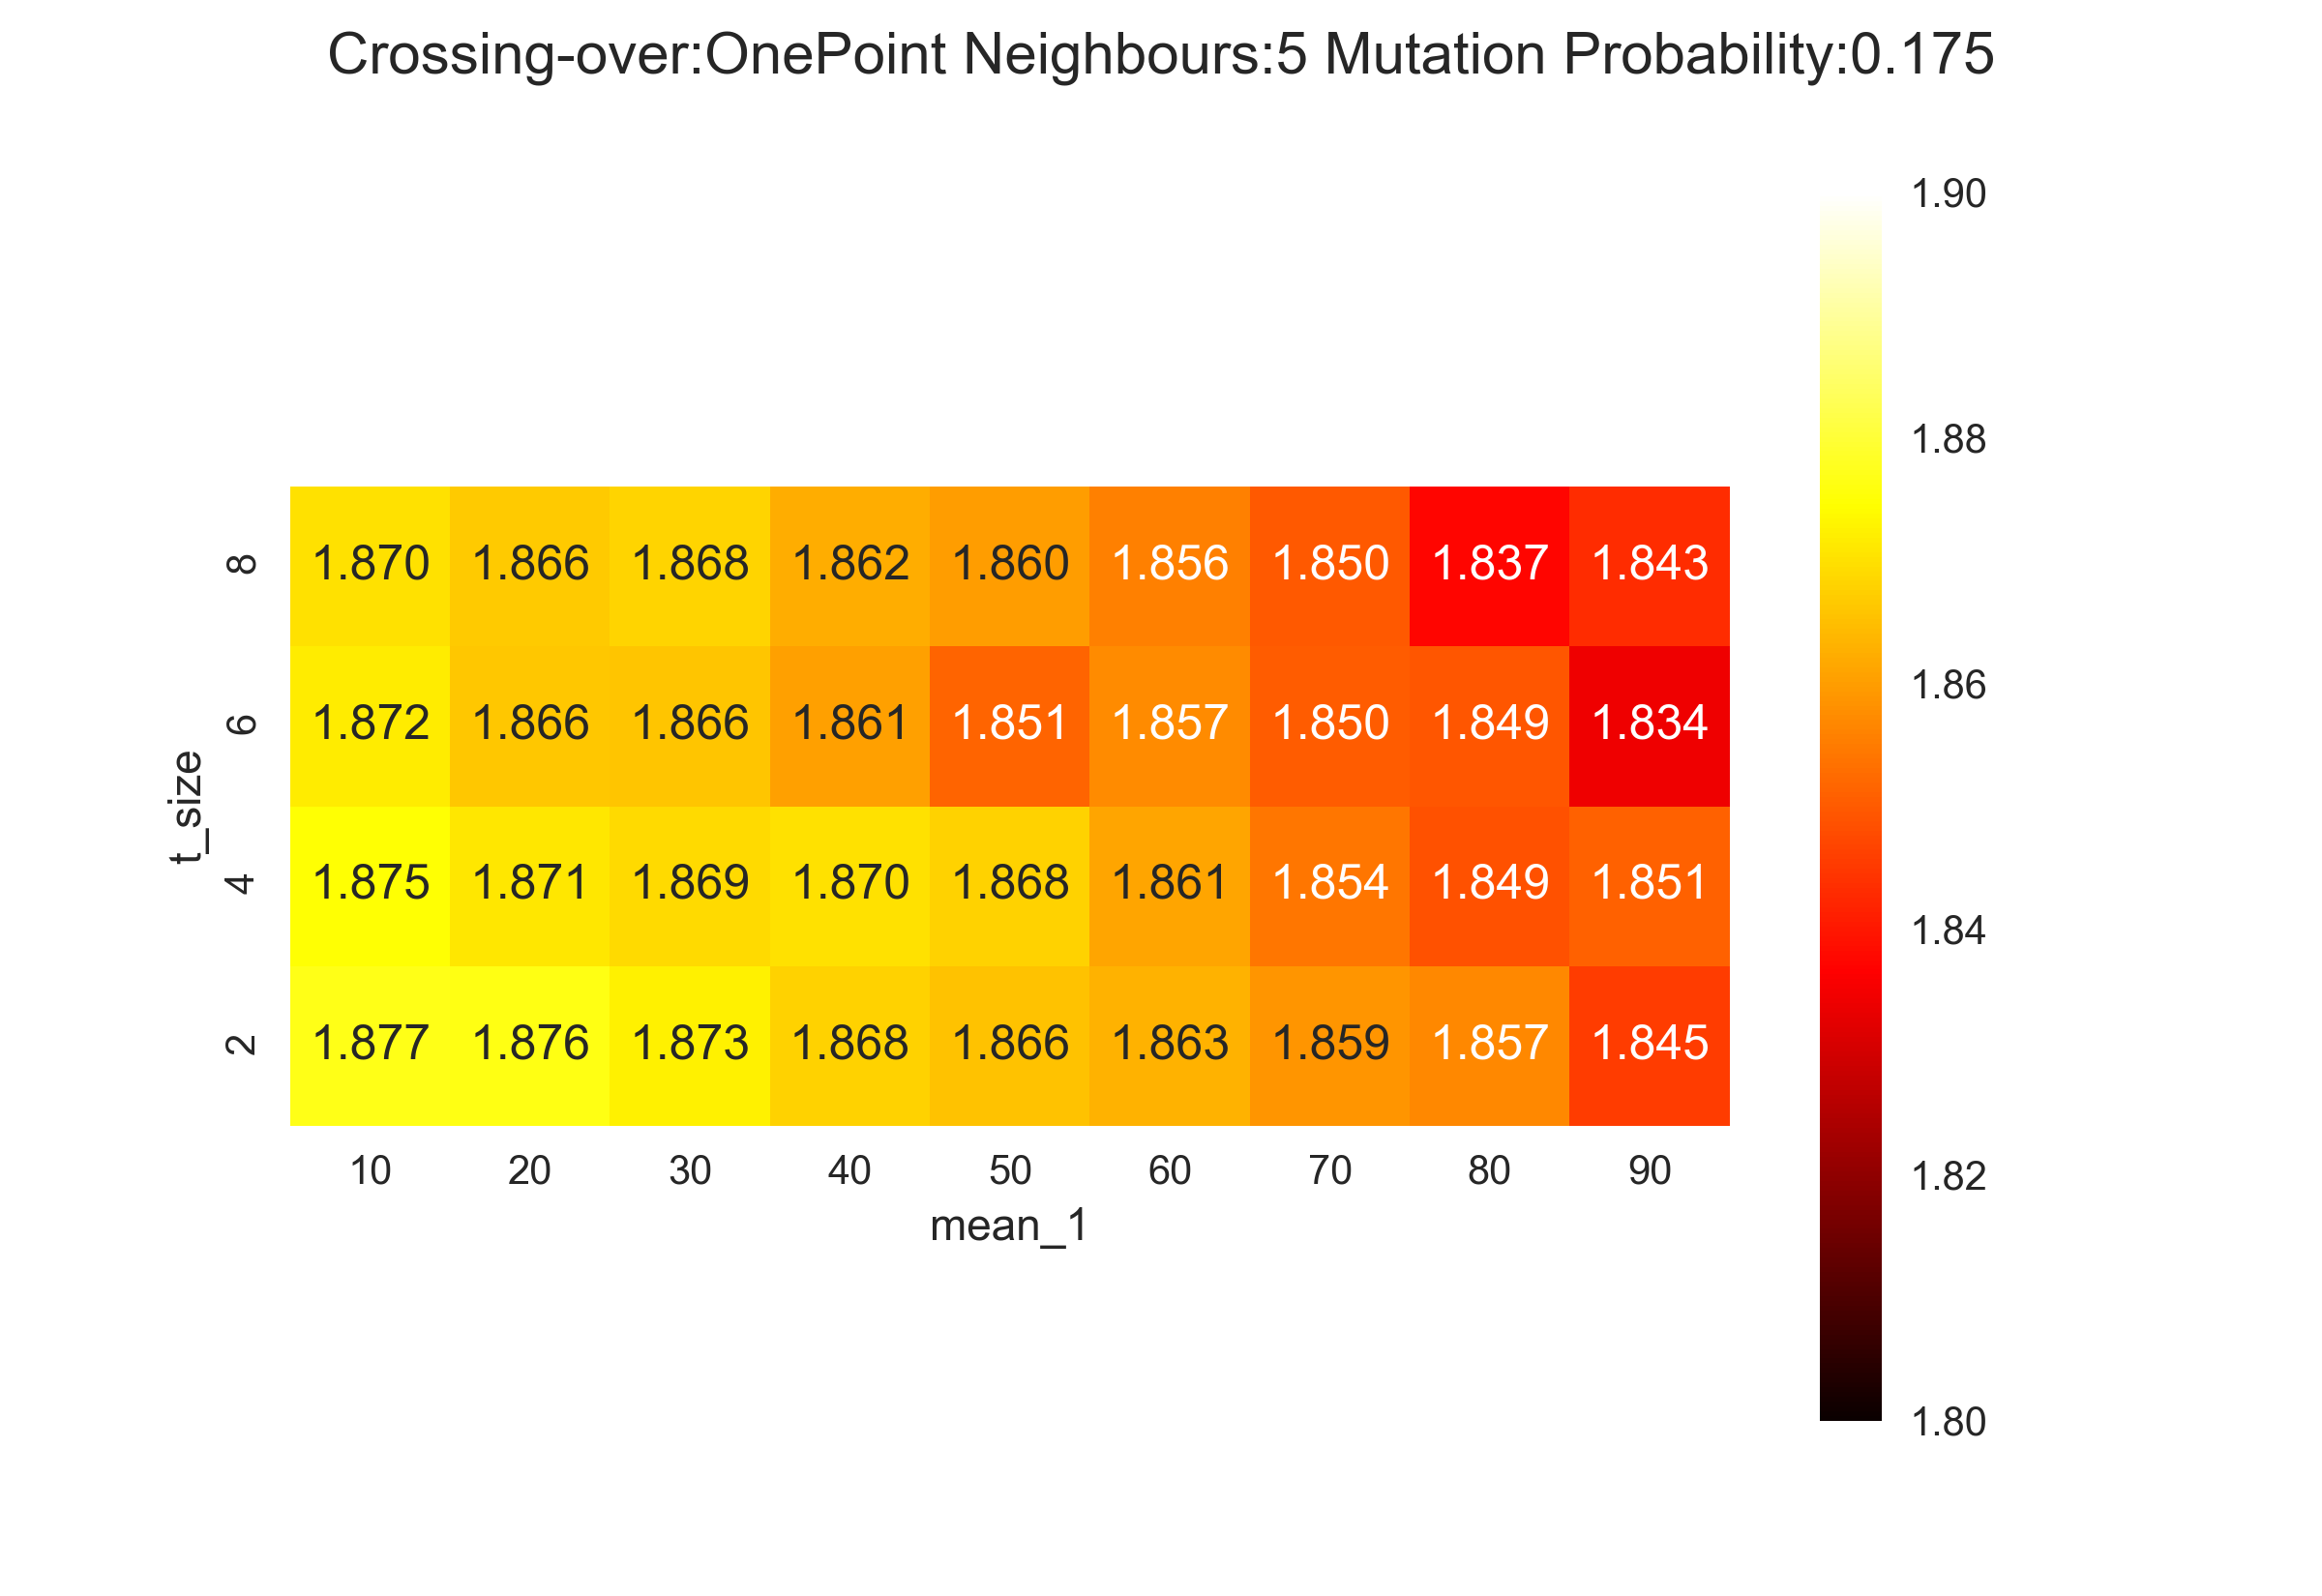 Crossing-over:OnePoint Neighbours:5 Mutation Probability:0.175
8 1.870 1.866 1.868 1.862 1.860 1.856 1.850 1.837 1.843
6 1.872 1.866 1.866 1.861 1.851 1.857 1.850 1.849 1.834
4 1.875 1.871 1.869 1.870 1.868 1.861 1.854 1.849 1.851
2 1.877 1.876 1.873 1.868 1.866 1.863 1.859 1.857 1.845
t_size
10 20 30 40 50 60 70 80 90
mean_1
1.90
1.88
1.86
1.84
1.82
1.80